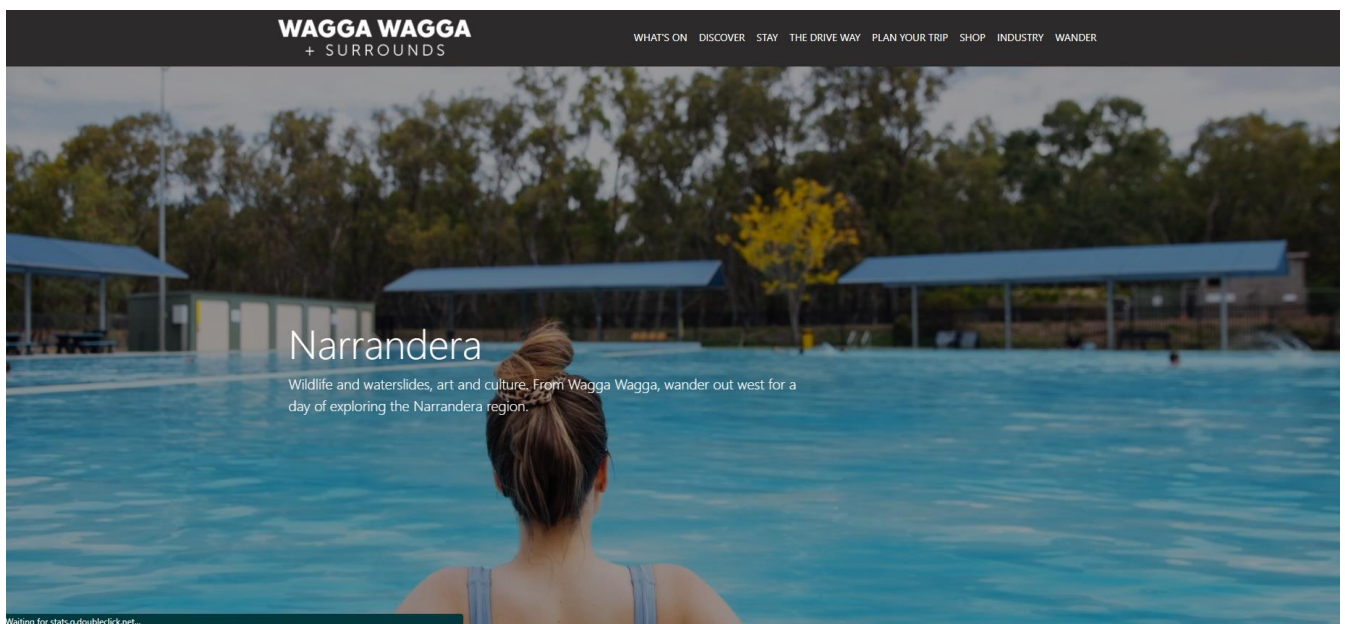 WAGGA WAGGA
+ SURROUNDS
WHAT'S ON DISCOVER STAY THE DRIVE WAY PLAN YOUR TRIP SHOP INDUSTRY WANDER
Narrandera
Wildlife and waterslides, art and culture. From Wagga Wagga, wander out west for a
day of exploring the Narrandera region.
Waiting for stats.g.doubleclick.net...